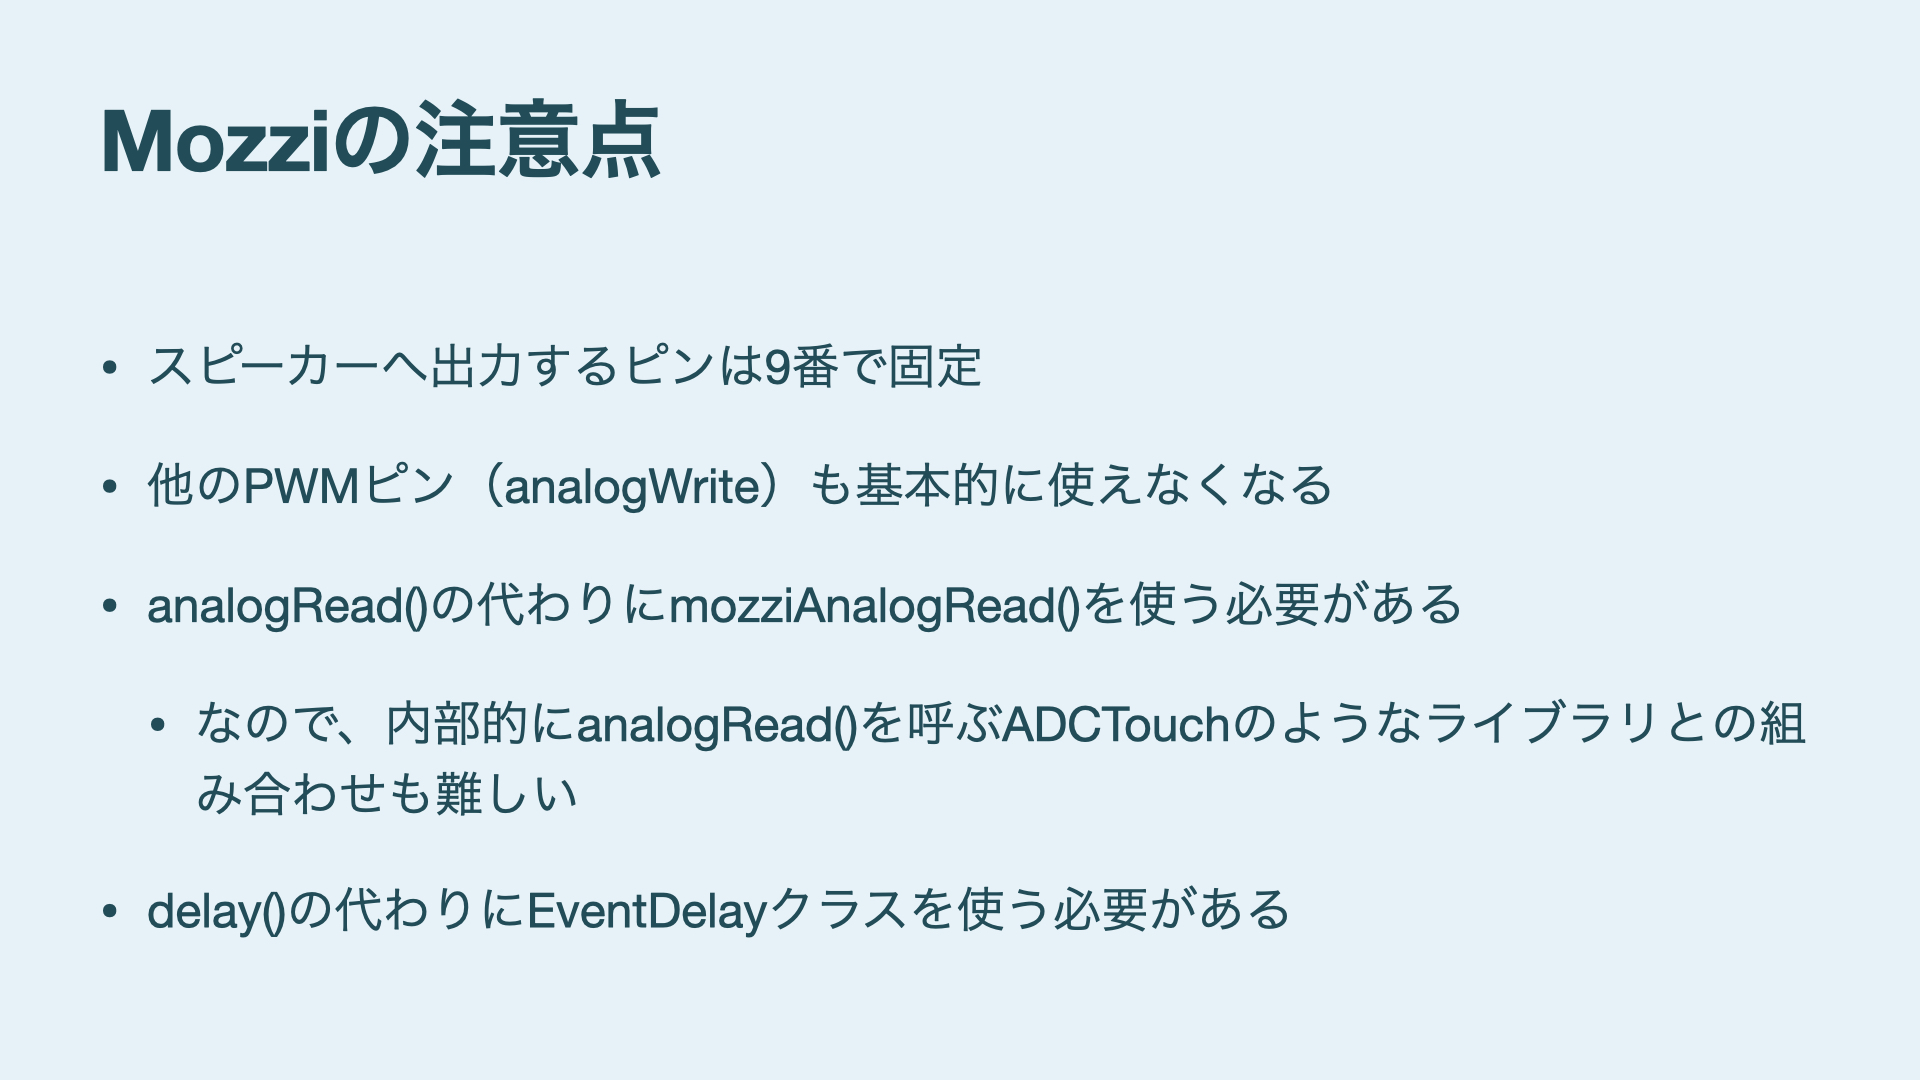 Mozziの注意点
• スピーカーへ出力するピンは9番で固定
• 他のPWMピン（analogWrite）も基本的に使えなくなる
• analogRead()の代わりにmozziAnalogRead()を使う必要がある
• なので、内部的にanalogRead()を呼ぶADCTouchのようなライブラリとの組
み合わせも難しい
• delay()の代わりにEventDelayクラスを使う必要がある